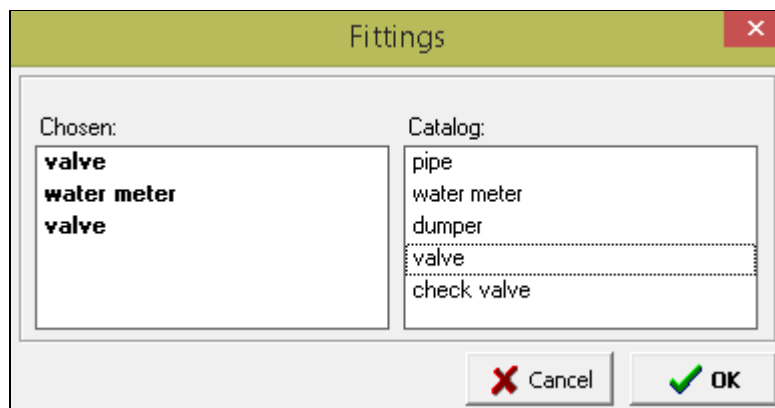 Fittings
Chosen:
valve
water meter
valve
Catalog:
pipe
water meter
dumper
valve
check valve
Cancel
OK